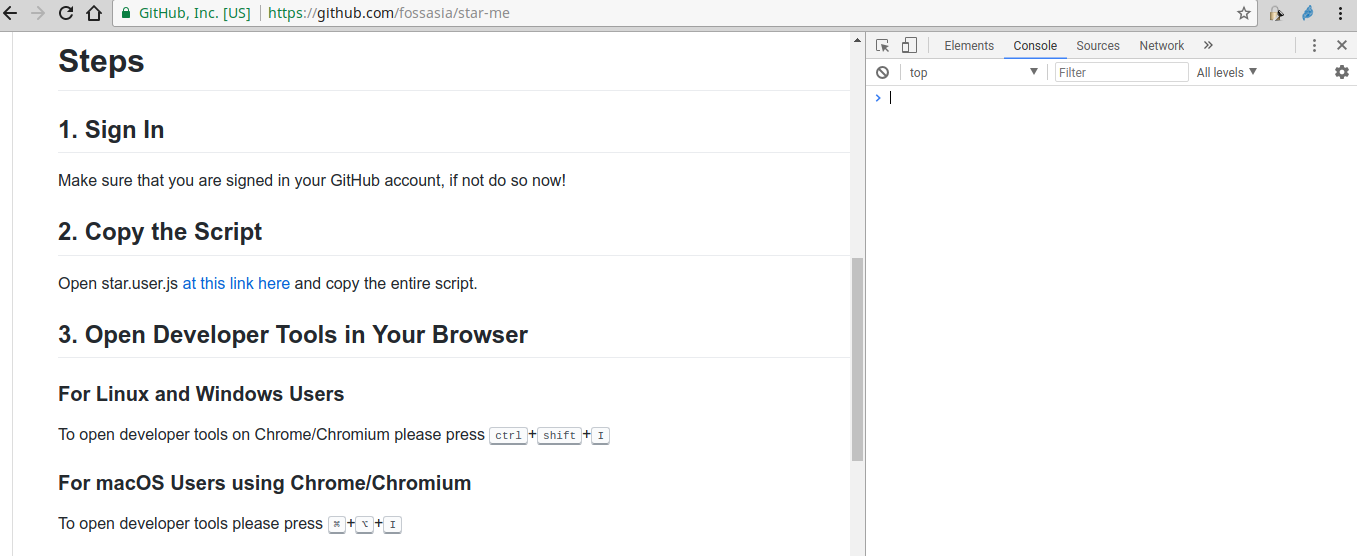 GitHub, Inc. [US] https://github.com/fossasia/star-me
Steps
1. Sign In
Make sure that you are signed in your GitHub account, if not do so now!
2. Copy the Script
Open star.user.js at this link here and copy the entire script.
3. Open Developer Tools in Your Browser
For Linux and Windows Users
To open developer tools on Chrome/Chromium please press ctrl+shift+I
For macOS Users using Chrome/Chromium
To open developer tools please press ⌘+⌥+I
Elements Console Sources Network »
top Filter All levels